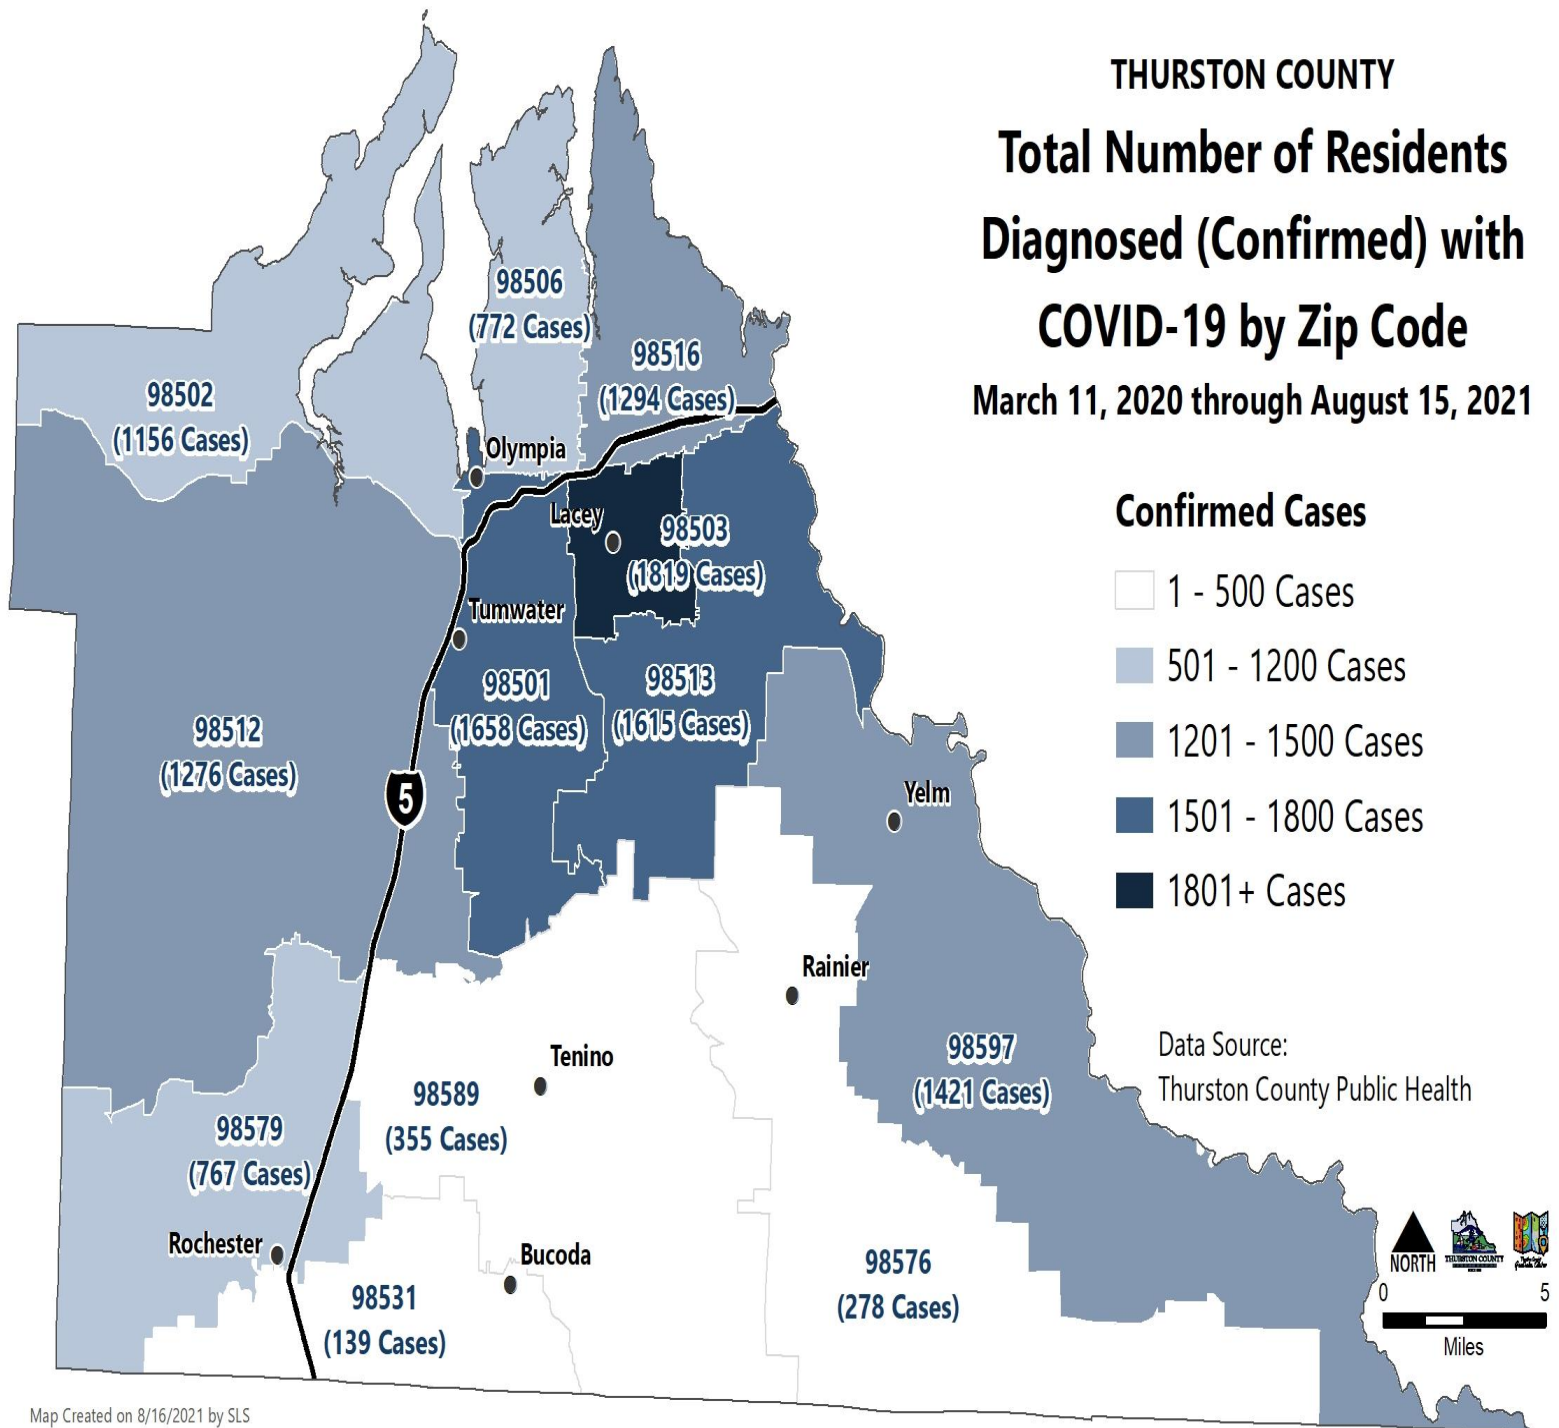 THURSTON COUNTY
Total Number of Residents
Diagnosed (Confirmed) with
COVID-19 by Zip Code
March 11, 2020 through August 15, 2021
98506
(772 Cases)
98516
(1294 Cases)
98502
(1156 Cases)
Olympia
Lacey
98503
(1819 Cases)
Tumwater
98501
(1658 Cases)
98513
(1615 Cases)
98512
(1276 Cases)
5
Yelm
Rainier
Tenino
98589
(355 Cases)
98597
(1421 Cases)
98579
(767 Cases)
Rochester
Bucoda
98531
(139 Cases)
98576
(278 Cases)
Confirmed Cases
1 - 500 Cases
501 - 1200 Cases
1201 - 1500 Cases
1501 - 1800 Cases
1801+ Cases
Data Source:
Thurston County Public Health
NORTH
THURSTON COUNTY
0 5
Miles
Map Created on 8/16/2021 by SLS